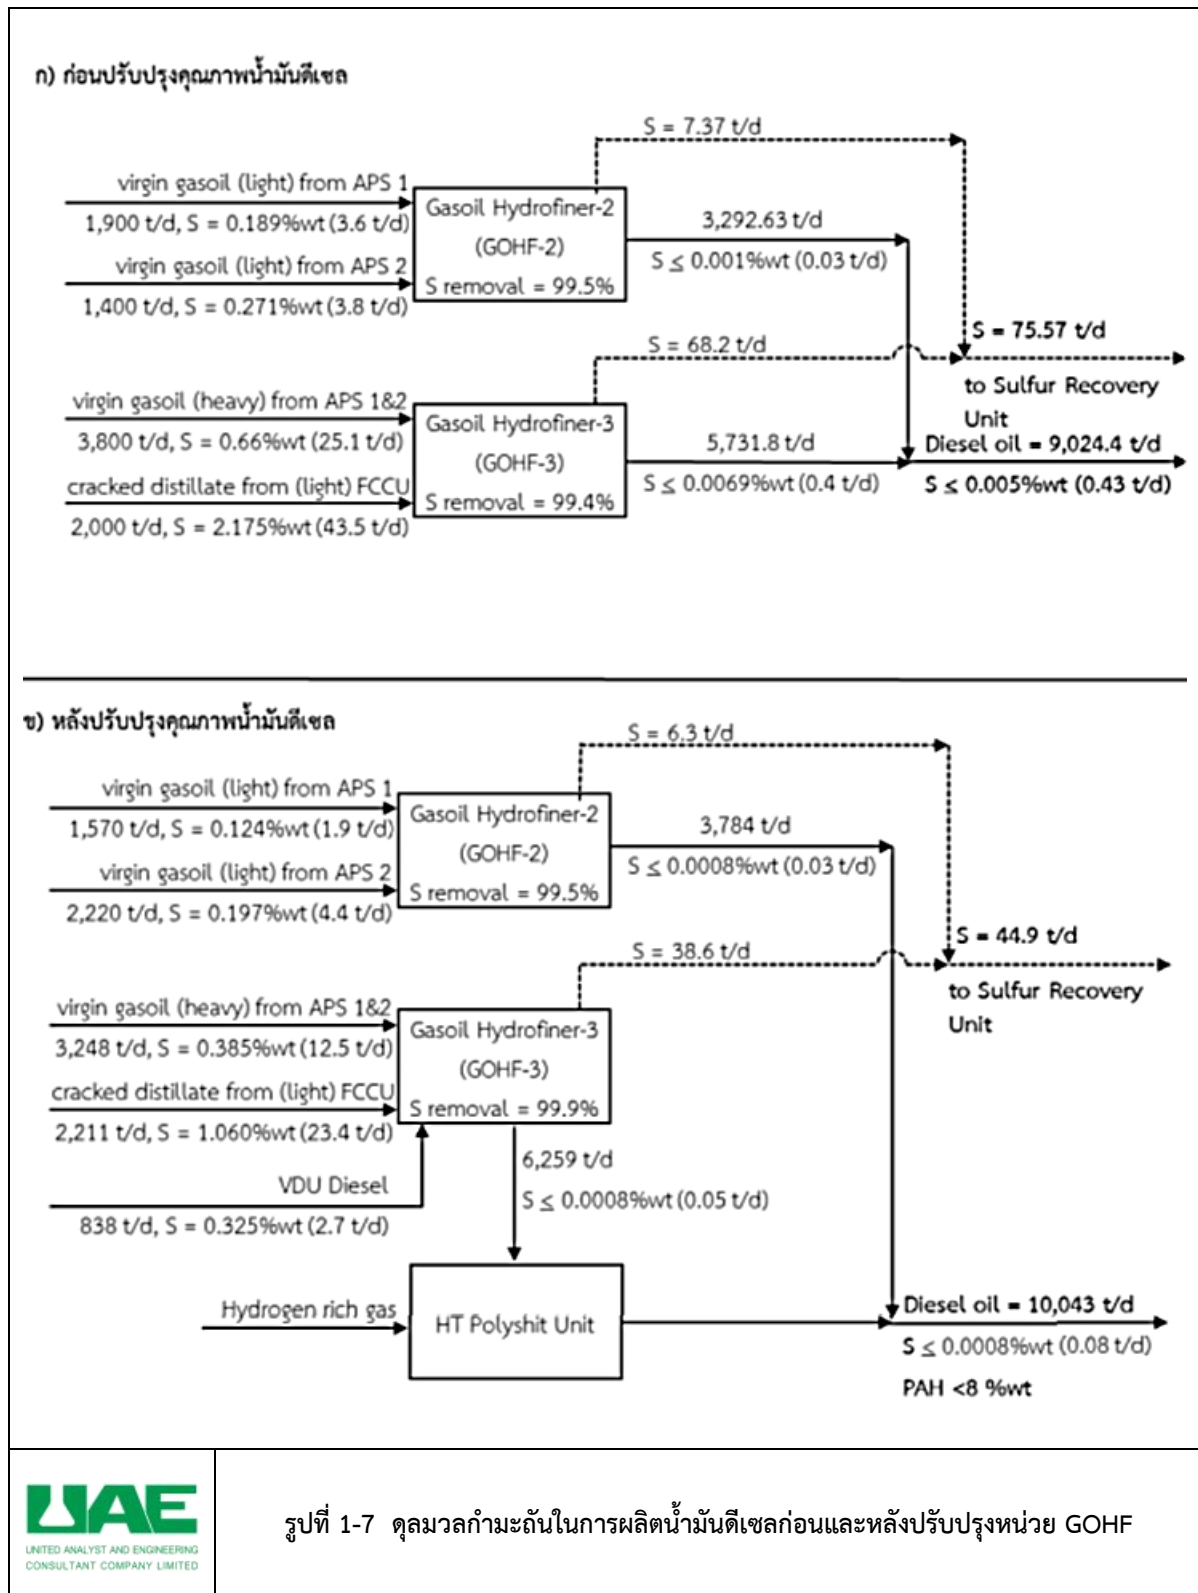 ก) ก่อนปรับปรุงคุณภาพน้ำมันดีเซล
S = 7.37 t/d
virgin gasoil (light) from APS 1
1,900 t/d, S = 0.189%wt (3.6 t/d)
virgin gasoil (light) from APS 2
1,400 t/d, S = 0.271%wt (3.8 t/d)
Gasoil Hydrofiner-2
(GOHF-2)
S removal = 99.5%
3,292.63 t/d
S ≤ 0.001%wt (0.03 t/d)
S = 75.57 t/d
to Sulfur Recovery
Unit
S = 68.2 t/d
virgin gasoil (heavy) from APS 1&2
3,800 t/d, S = 0.66%wt (25.1 t/d)
cracked distillate from (light) FCCU
2,000 t/d, S = 2.175%wt (43.5 t/d)
Gasoil Hydrofiner-3
(GOHF-3)
S removal = 99.4%
5,731.8 t/d
S ≤ 0.0069%wt (0.4 t/d)
Diesel oil = 9,024.4 t/d
S ≤ 0.005%wt (0.43 t/d)
ข) หลังปรับปรุงคุณภาพน้ำมันดีเซล
S = 6.3 t/d
virgin gasoil (light) from APS 1
1,570 t/d, S = 0.124%wt (1.9 t/d)
virgin gasoil (light) from APS 2
2,220 t/d, S = 0.197%wt (4.4 t/d)
Gasoil Hydrofiner-2
(GOHF-2)
S removal = 99.5%
3,784 t/d
S ≤ 0.0008%wt (0.03 t/d)
S = 44.9 t/d
to Sulfur Recovery
Unit
S = 38.6 t/d
virgin gasoil (heavy) from APS 1&2
3,248 t/d, S = 0.385%wt (12.5 t/d)
cracked distillate from (light) FCCU
2,211 t/d, S = 1.060%wt (23.4 t/d)
Gasoil Hydrofiner-3
(GOHF-3)
S removal = 99.9%
VDU Diesel
838 t/d, S = 0.325%wt (2.7 t/d)
6,259 t/d
S ≤ 0.0008%wt (0.05 t/d)
Hydrogen rich gas
HT Polyshit Unit
Diesel oil = 10,043 t/d
S ≤ 0.0008%wt (0.08 t/d)
PAH <8 %wt
UAE
UNITED ANALYST AND ENGINEERING
CONSULTANT COMPANY LIMITED
รูปที่ 1-7 ดุลมวลกำมะถันในการผลิตน้ำมันดีเซลก่อนและหลังปรับปรุงหน่วย GOHF